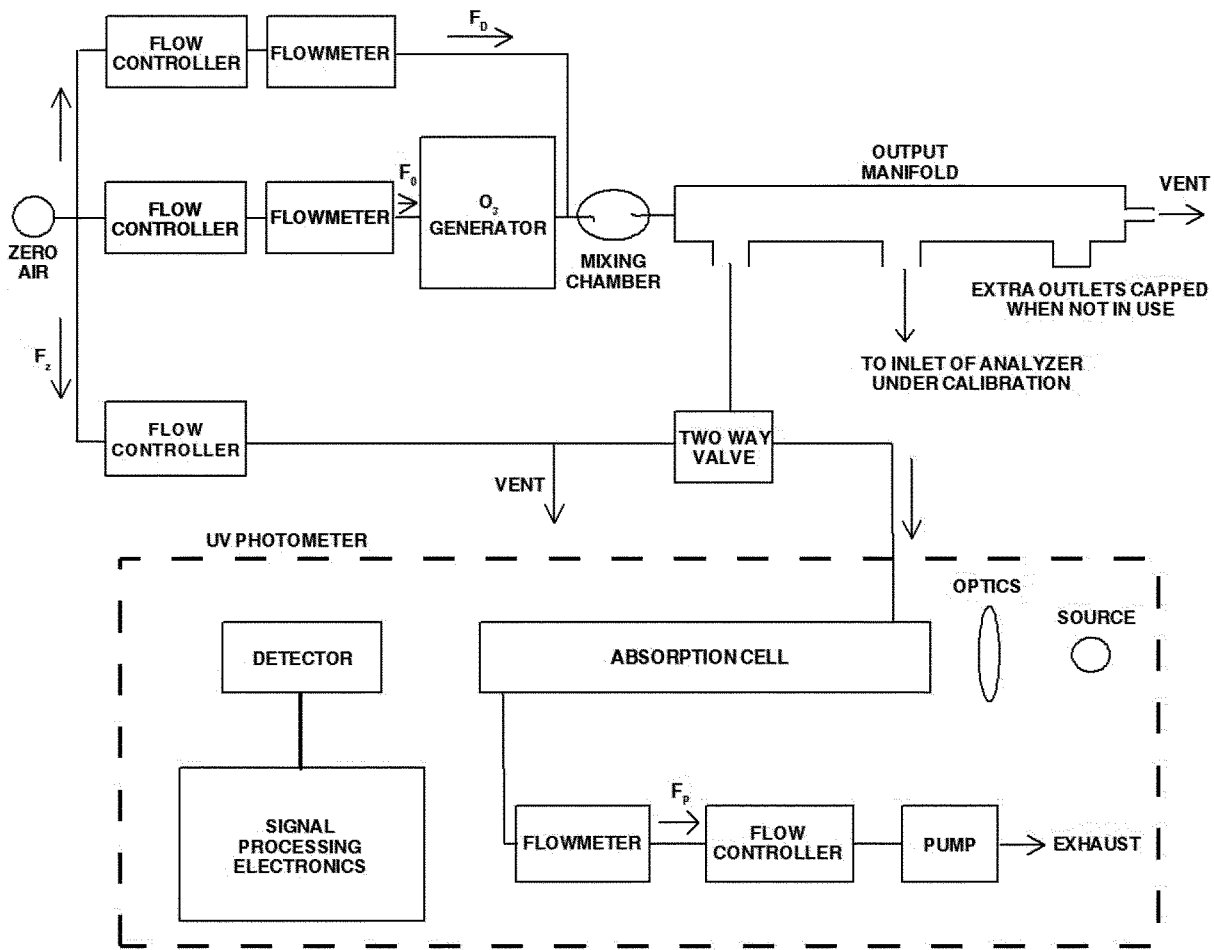 F_D
FLOW
CONTROLLER
FLOWMETER
F_0
FLOW
CONTROLLER
FLOWMETER
O_3
GENERATOR
ZERO
AIR
MIXING
CHAMBER
OUTPUT
MANIFOLD
VENT
EXTRA OUTLETS CAPPED
WHEN NOT IN USE
TO INLET OF ANALYZER
UNDER CALIBRATION
F_z
FLOW
CONTROLLER
VENT
TWO WAY
VALVE
UV PHOTOMETER
OPTICS
SOURCE
DETECTOR
ABSORPTION CELL
SIGNAL
PROCESSING
ELECTRONICS
FLOWMETER
F_p
FLOW
CONTROLLER
PUMP
EXHAUST